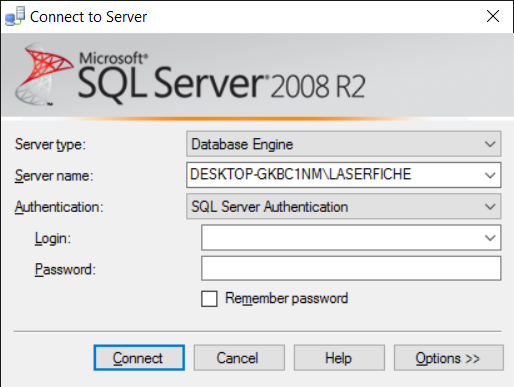 Connect to Server
Microsoft®
SQL Server® 2008 R2
Server type: Database Engine
Server name: DESKTOP-GKBC1NM\LASERFICHE
Authentication: SQL Server Authentication
Login:
Password:
Remember password
Connect Cancel Help Options >>